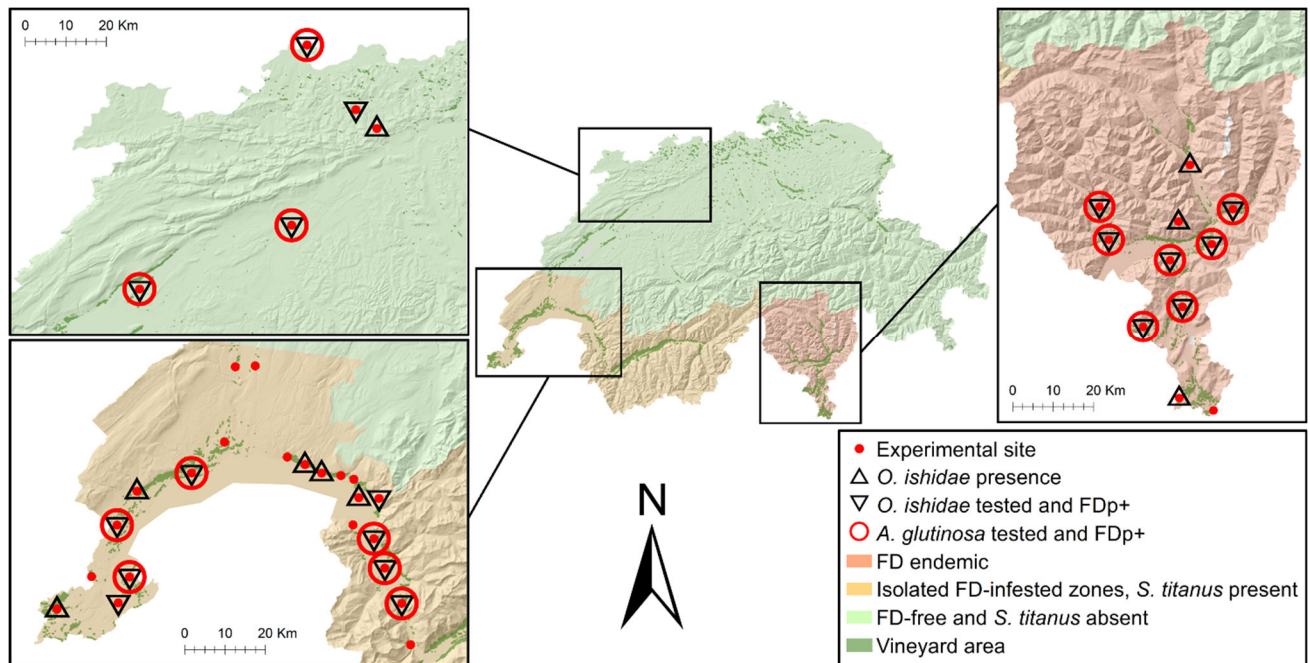 0 10 20 Km
0 10 20 Km
0 10 20 Km
N
Experimental site
O. ishidae presence
O. ishidae tested and FDp+
A. glutinosa tested and FDp+
FD endemic
Isolated FD-infested zones, S. titanus present
FD-free and S. titanus absent
Vineyard area